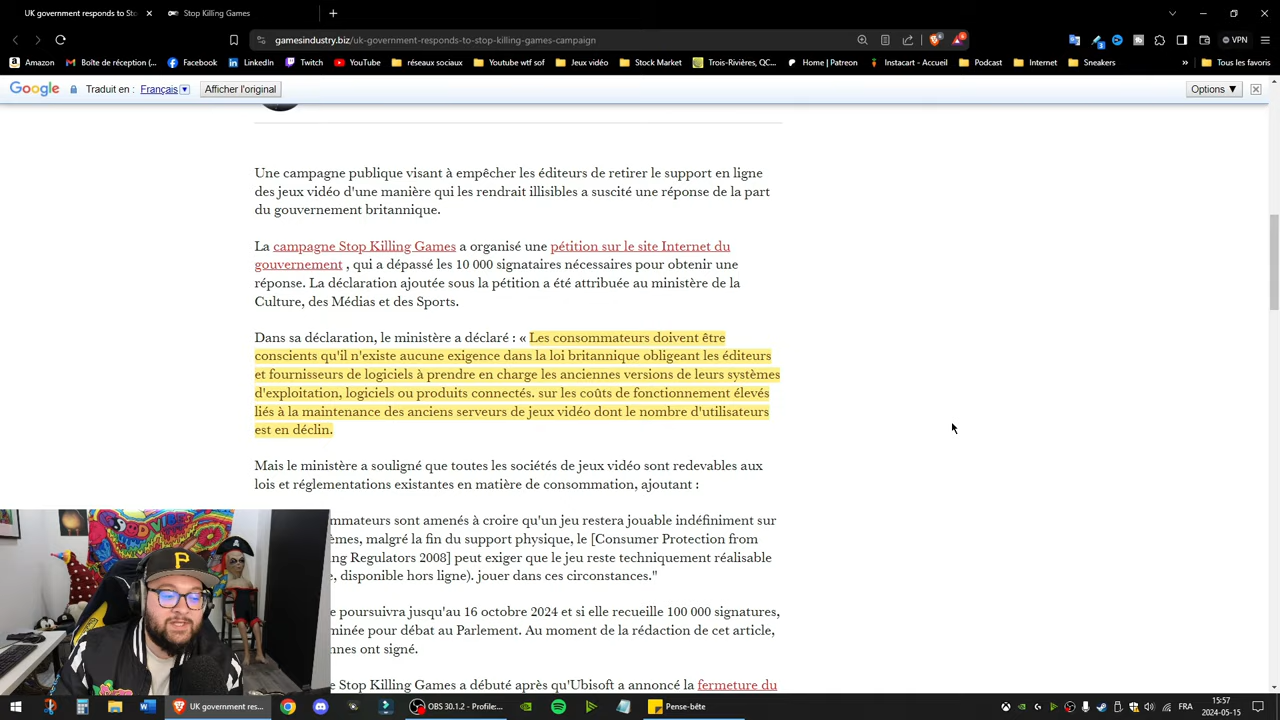 UK government responds to Sto
Stop Killing Games
gamesindustry.biz/uk-government-responds-to-stop-killing-games-campaign
VPN
Amazon
Boîte de réception (...
Facebook
LinkedIn
Twitch
YouTube
réseaux sociaux
Youtube wtf sof
Jeux vidéo
Stock Market
Trois-Rivières, QC...
Home | Patreon
Instacart - Accueil
Podcast
Internet
Sneakers
»
Tous les favoris
Google
Traduit en : Français
Afficher l'original
Options ▼
Une campagne publique visant à empêcher les éditeurs de retirer le support en ligne
des jeux vidéo d'une manière qui les rendrait illisibles a suscité une réponse de la part
du gouvernement britannique.
La campagne Stop Killing Games a organisé une pétition sur le site Internet du
gouvernement , qui a dépassé les 10 000 signataires nécessaires pour obtenir une
réponse. La déclaration ajoutée sous la pétition a été attribuée au ministère de la
Culture, des Médias et des Sports.
Dans sa déclaration, le ministère a déclaré : « Les consommateurs doivent être
conscients qu'il n'existe aucune exigence dans la loi britannique obligeant les éditeurs
et fournisseurs de logiciels à prendre en charge les anciennes versions de leurs systèmes
d'exploitation, logiciels ou produits connectés. sur les coûts de fonctionnement élevés
liés à la maintenance des anciens serveurs de jeux vidéo dont le nombre d'utilisateurs
est en déclin.
Mais le ministère a souligné que toutes les sociétés de jeux vidéo sont redevables aux
lois et réglementations existantes en matière de consommation, ajoutant :
mmateurs sont amenés à croire qu'un jeu restera jouable indéfiniment sur
èmes, malgré la fin du support physique, le [Consumer Protection from
ng Regulators 2008] peut exiger que le jeu reste techniquement réalisable
, disponible hors ligne). jouer dans ces circonstances."
e poursuivra jusqu'au 16 octobre 2024 et si elle recueille 100 000 signatures,
minée pour débat au Parlement. Au moment de la rédaction de cet article,
nnes ont signé.
e Stop Killing Games a débuté après qu'Ubisoft a annoncé la fermeture du
P
A
UK government res...
OBS 30.1.2 - Profile:...
Pense-bête
FRA
15:57
2024-05-15